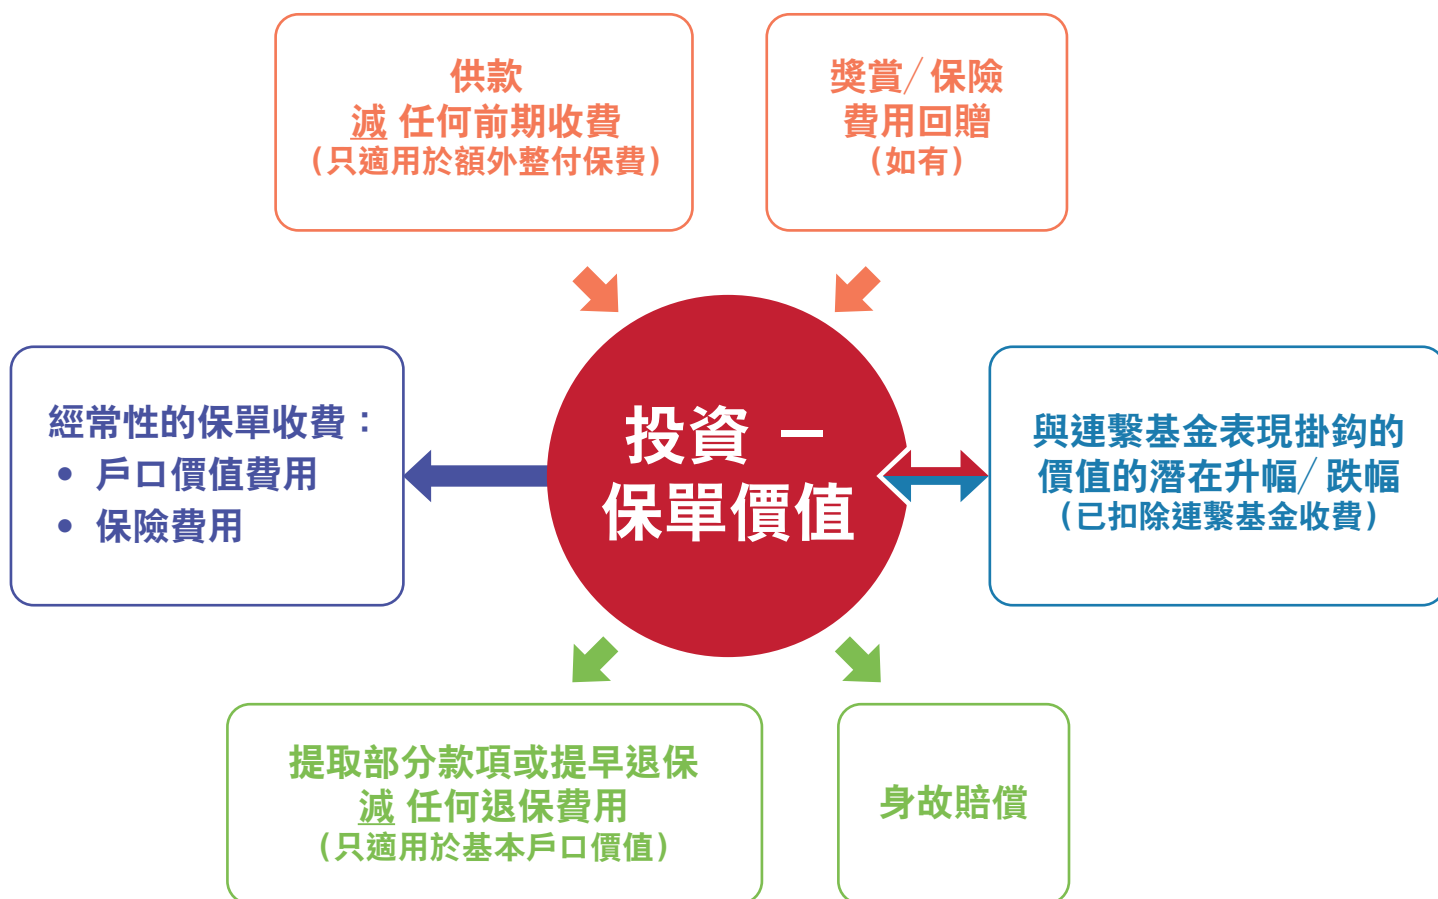 供款
減 任何前期收費
(只適用於額外整付保費)
獎賞/保險
費用回贈
(如有)
經常性的保單收費：
• 戶口價值費用
• 保險費用
投資 –
保單價值
與連繫基金表現掛鈎的
價值的潛在升幅/跌幅
(已扣除連繫基金收費)
提取部分款項或提早退保
減 任何退保費用
(只適用於基本戶口價值)
身故賠償